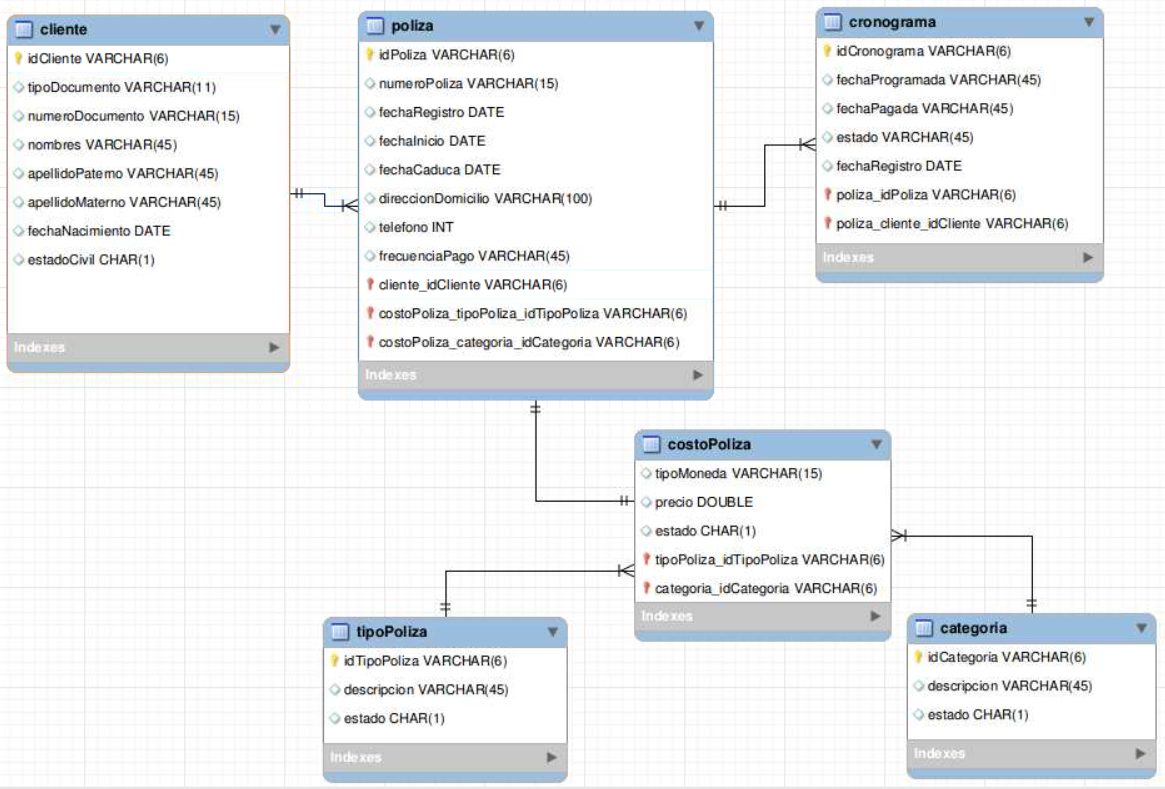 cliente
idCliente VARCHAR(6)
tipoDocumento VARCHAR(11)
numeroDocumento VARCHAR(15)
nombres VARCHAR(45)
apellidoPaterno VARCHAR(45)
apellidoMaterno VARCHAR(45)
fechaNacimiento DATE
estadoCivil CHAR(1)
Indexes
poliza
idPoliza VARCHAR(6)
numeroPoliza VARCHAR(15)
fechaRegistro DATE
fechaInicio DATE
fechaCaduca DATE
direccionDomicilio VARCHAR(100)
telefono INT
frecuenciaPago VARCHAR(45)
cliente_idCliente VARCHAR(6)
costoPoliza_tipoPoliza_idTipoPoliza VARCHAR(6)
costoPoliza_categoria_idCategoria VARCHAR(6)
Indexes
cronograma
idCronograma VARCHAR(6)
fechaProgramada VARCHAR(45)
fechaPagada VARCHAR(45)
estado VARCHAR(45)
fechaRegistro DATE
poliza_idPoliza VARCHAR(6)
poliza_cliente_idCliente VARCHAR(6)
Indexes
costoPoliza
tipoMoneda VARCHAR(15)
precio DOUBLE
estado CHAR(1)
tipoPoliza_idTipoPoliza VARCHAR(6)
categoria_idCategoria VARCHAR(6)
Indexes
tipoPoliza
idTipoPoliza VARCHAR(6)
descripcion VARCHAR(45)
estado CHAR(1)
Indexes
categoria
idCategoria VARCHAR(6)
descripcion VARCHAR(45)
estado CHAR(1)
Indexes